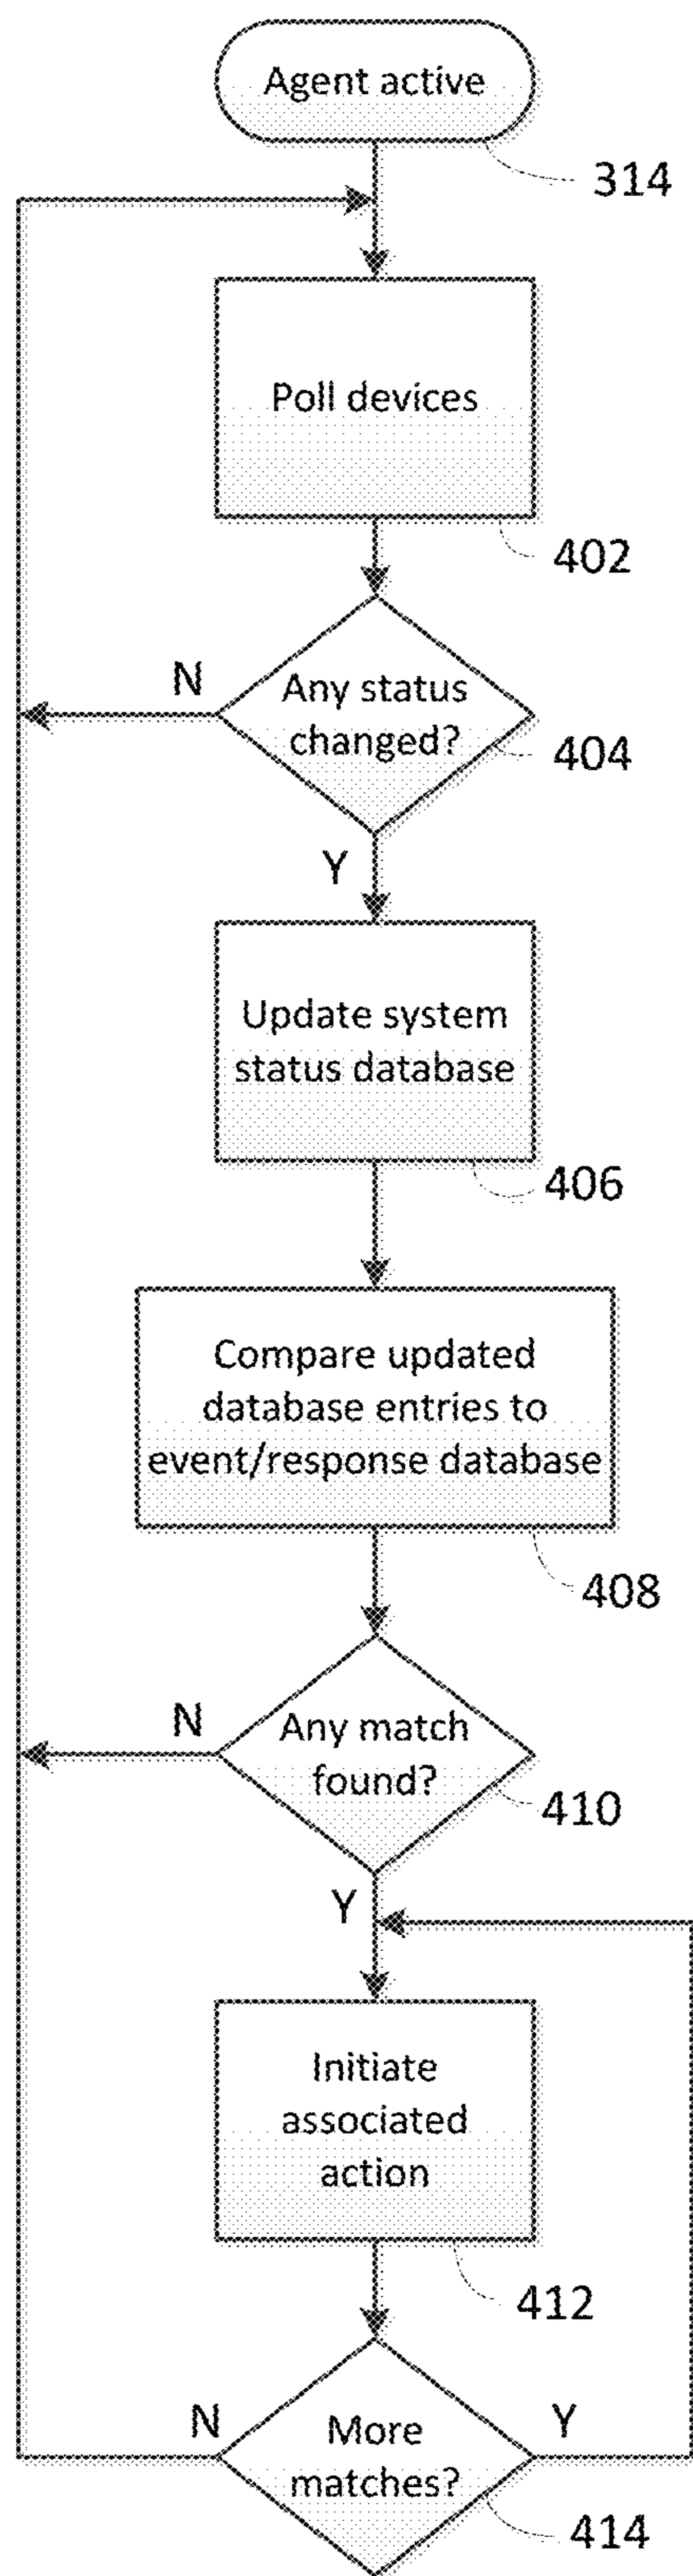 Agent active
314
Poll devices
402
N
Any status
changed?
404
Y
Update system
status database
406
Compare updated
database entries to
event/response database
408
N
Any match
found?
410
Y
Initiate
associated
action
412
N
More
matches?
Y
414